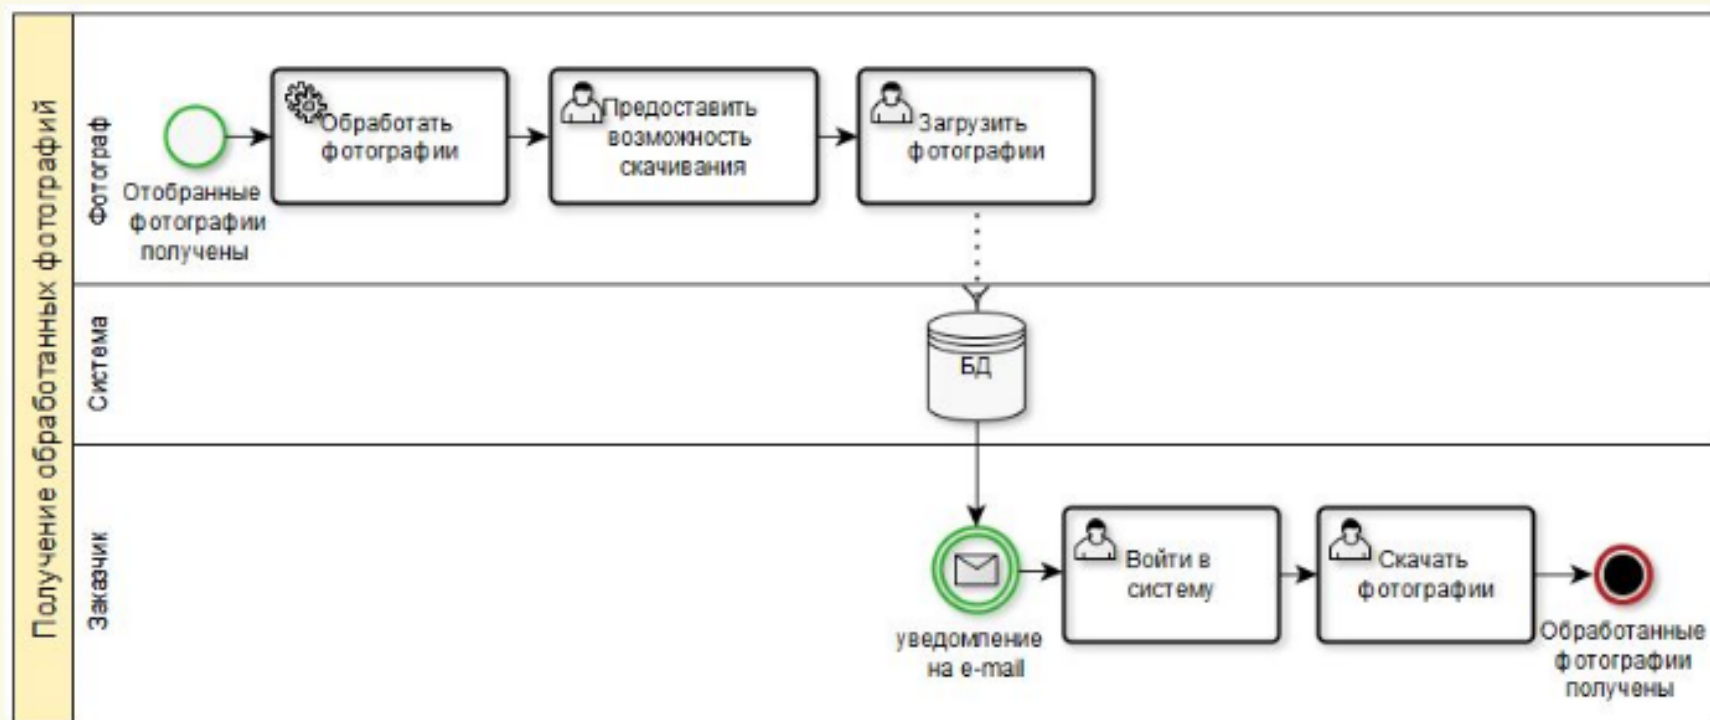 Получение обработанных фотографий
Фотограф
Отобранные
фотографии
получены
Обработать
фотографии
Предоставить
возможность
скачивания
Загрузить
фотографии
Система
БД
Заказчик
уведомление
на e-mail
Войти в
систему
Скачать
фотографии
Обработанные
фотографии
получены